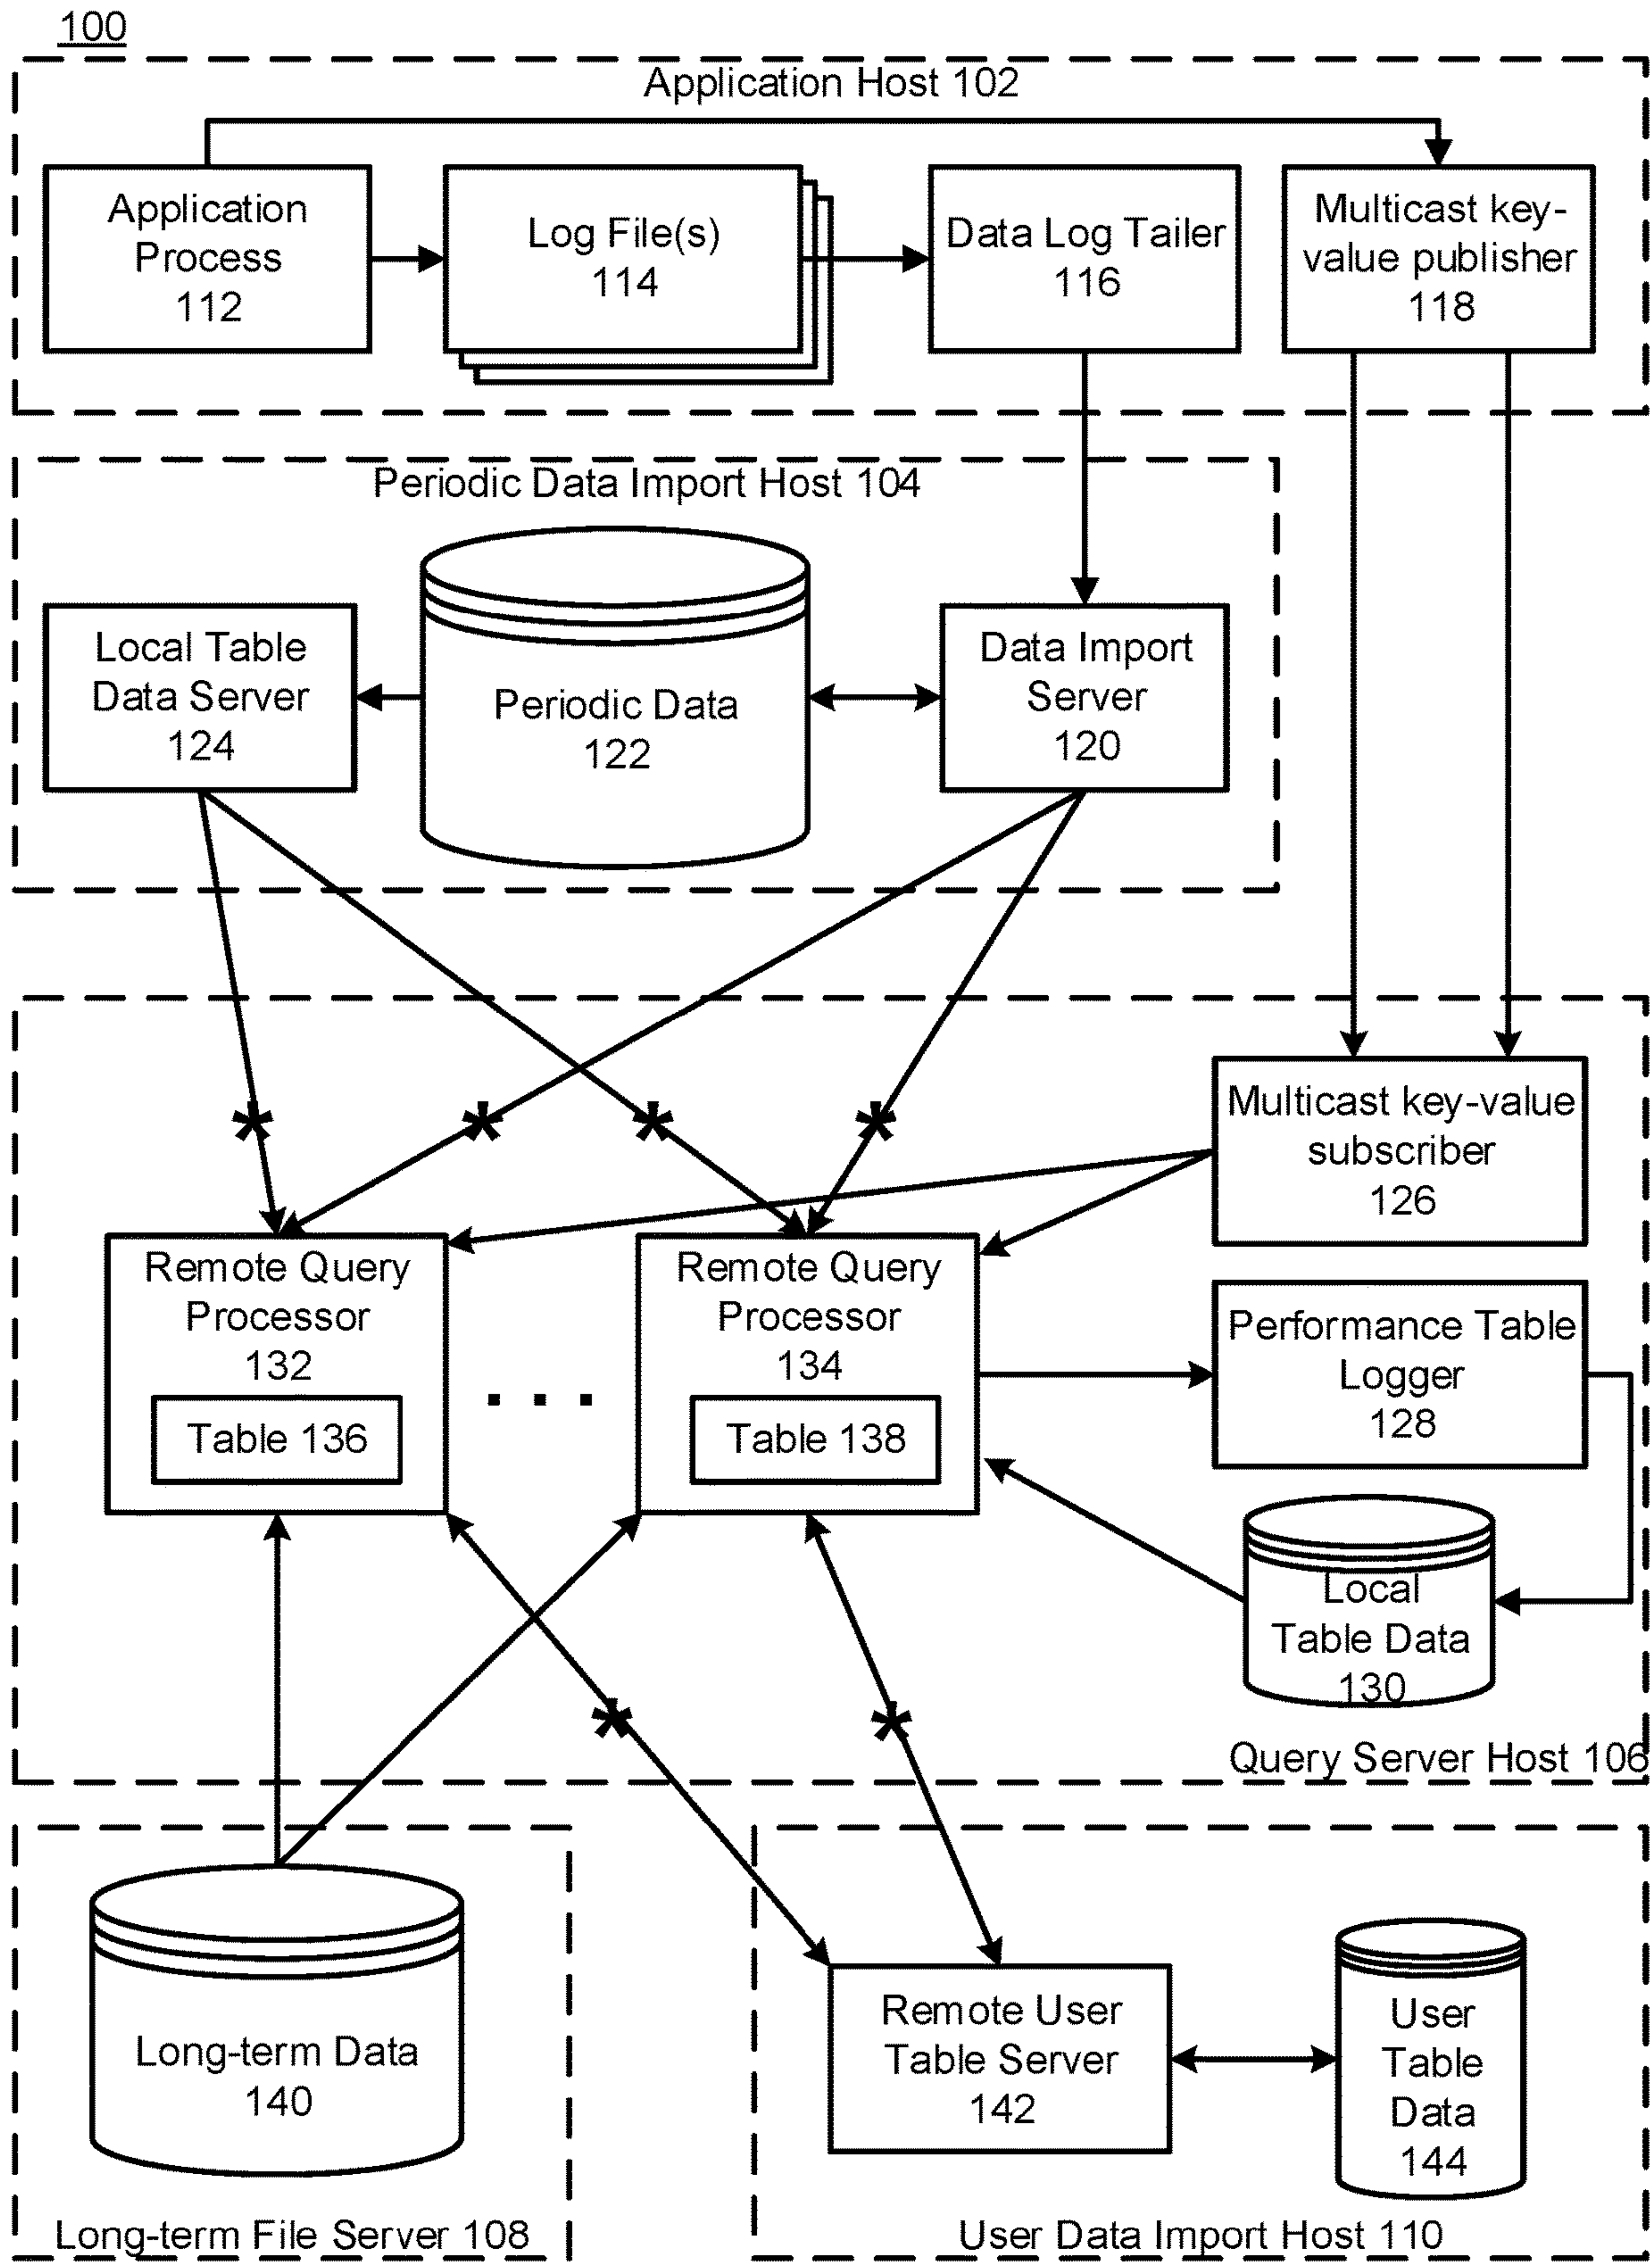 100
Application Host 102
Application
Process
112
Log File(s)
114
Data Log Tailer
116
Multicast key-
value publisher
118
Periodic Data Import Host 104
Local Table
Data Server
124
Periodic Data
122
Data Import
Server
120
*
*
*
*
Multicast key-value
subscriber
126
Remote Query
Processor
132
Table 136
. . .
Remote Query
Processor
134
Table 138
Performance Table
Logger
128
Local
Table Data
130
*
*
Query Server Host 106
Long-term Data
140
Long-term File Server 108
Remote User
Table Server
142
User
Table
Data
144
User Data Import Host 110